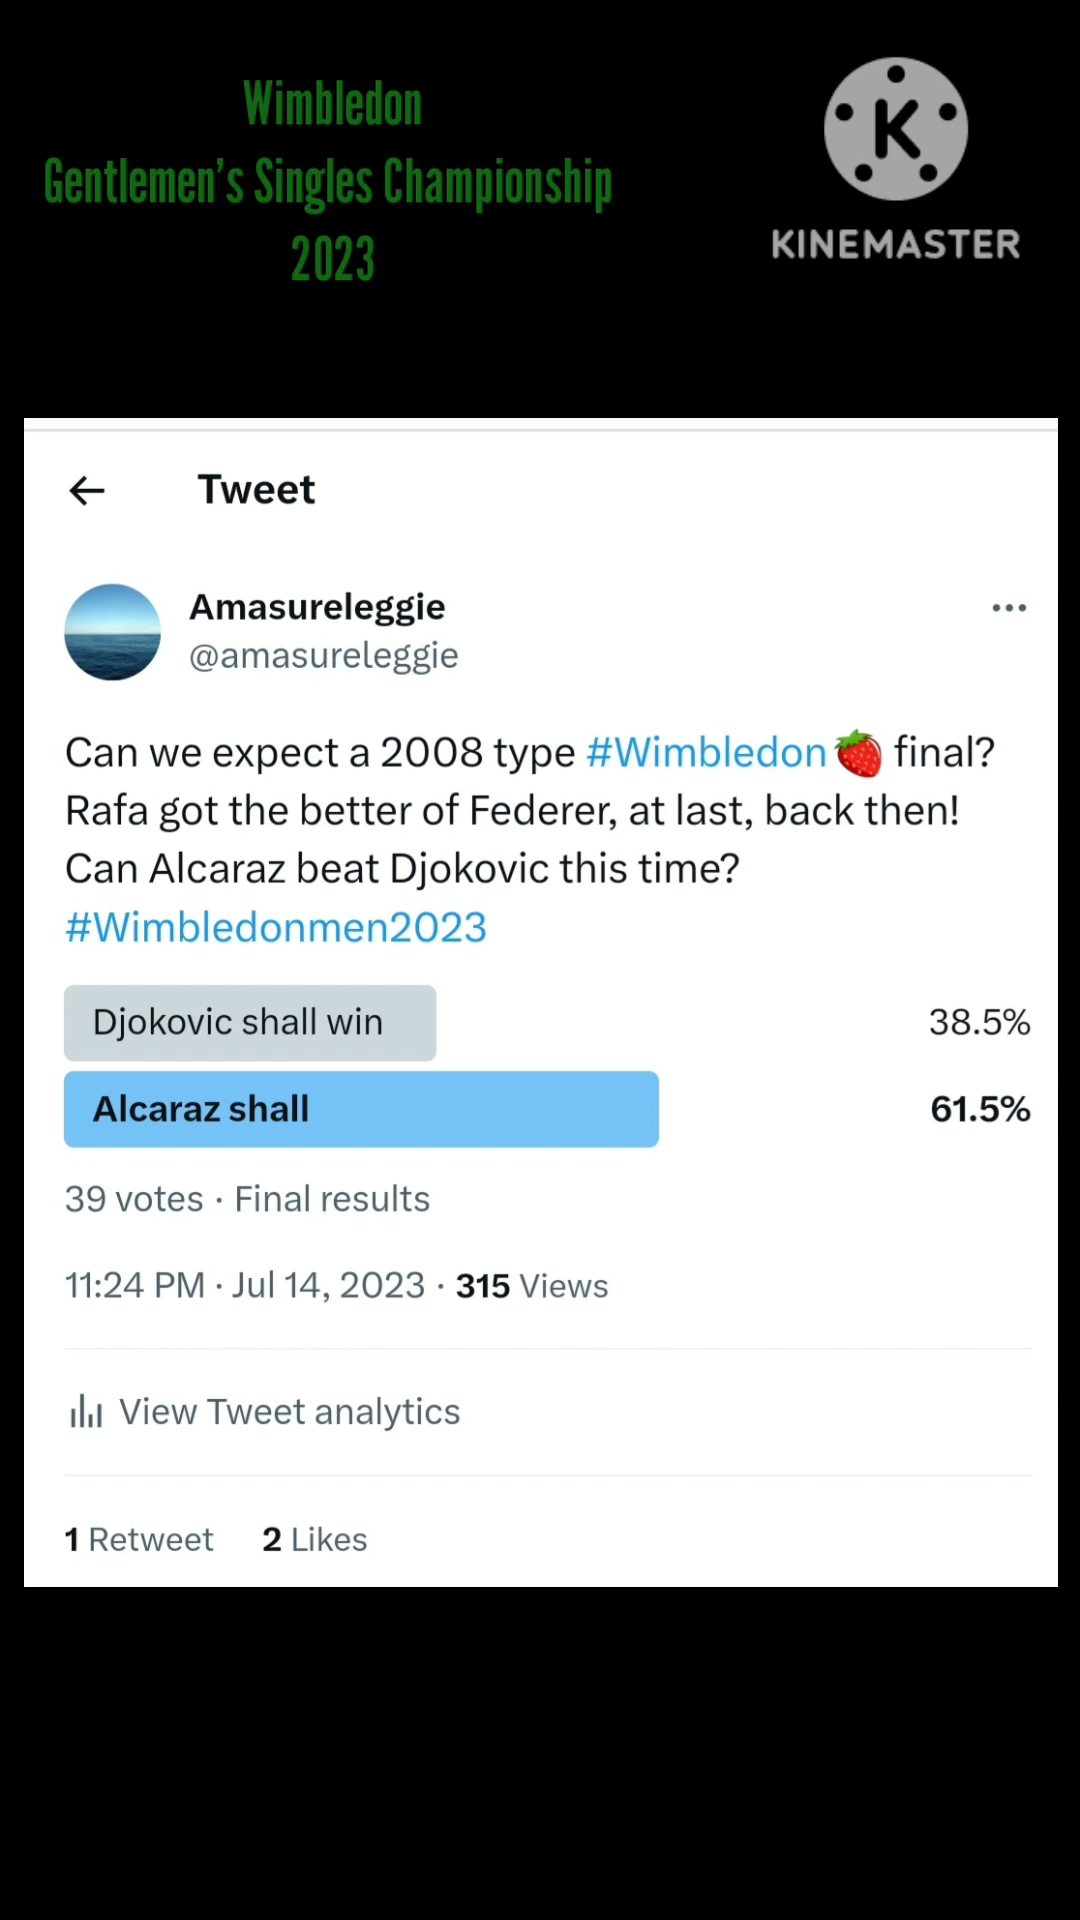 Wimbledon
Gentlemen's Singles Championship
2023
K
KINEMASTER
Tweet
Amasureleggie
@amasureleggie
Can we expect a 2008 type #Wimbledon🍓 final?
Rafa got the better of Federer, at last, back then!
Can Alcaraz beat Djokovic this time?
#Wimbledonmen2023
Djokovic shall win 38.5%
Alcaraz shall 61.5%
39 votes · Final results
11:24 PM · Jul 14, 2023 · 315 Views
View Tweet analytics
1 Retweet 2 Likes